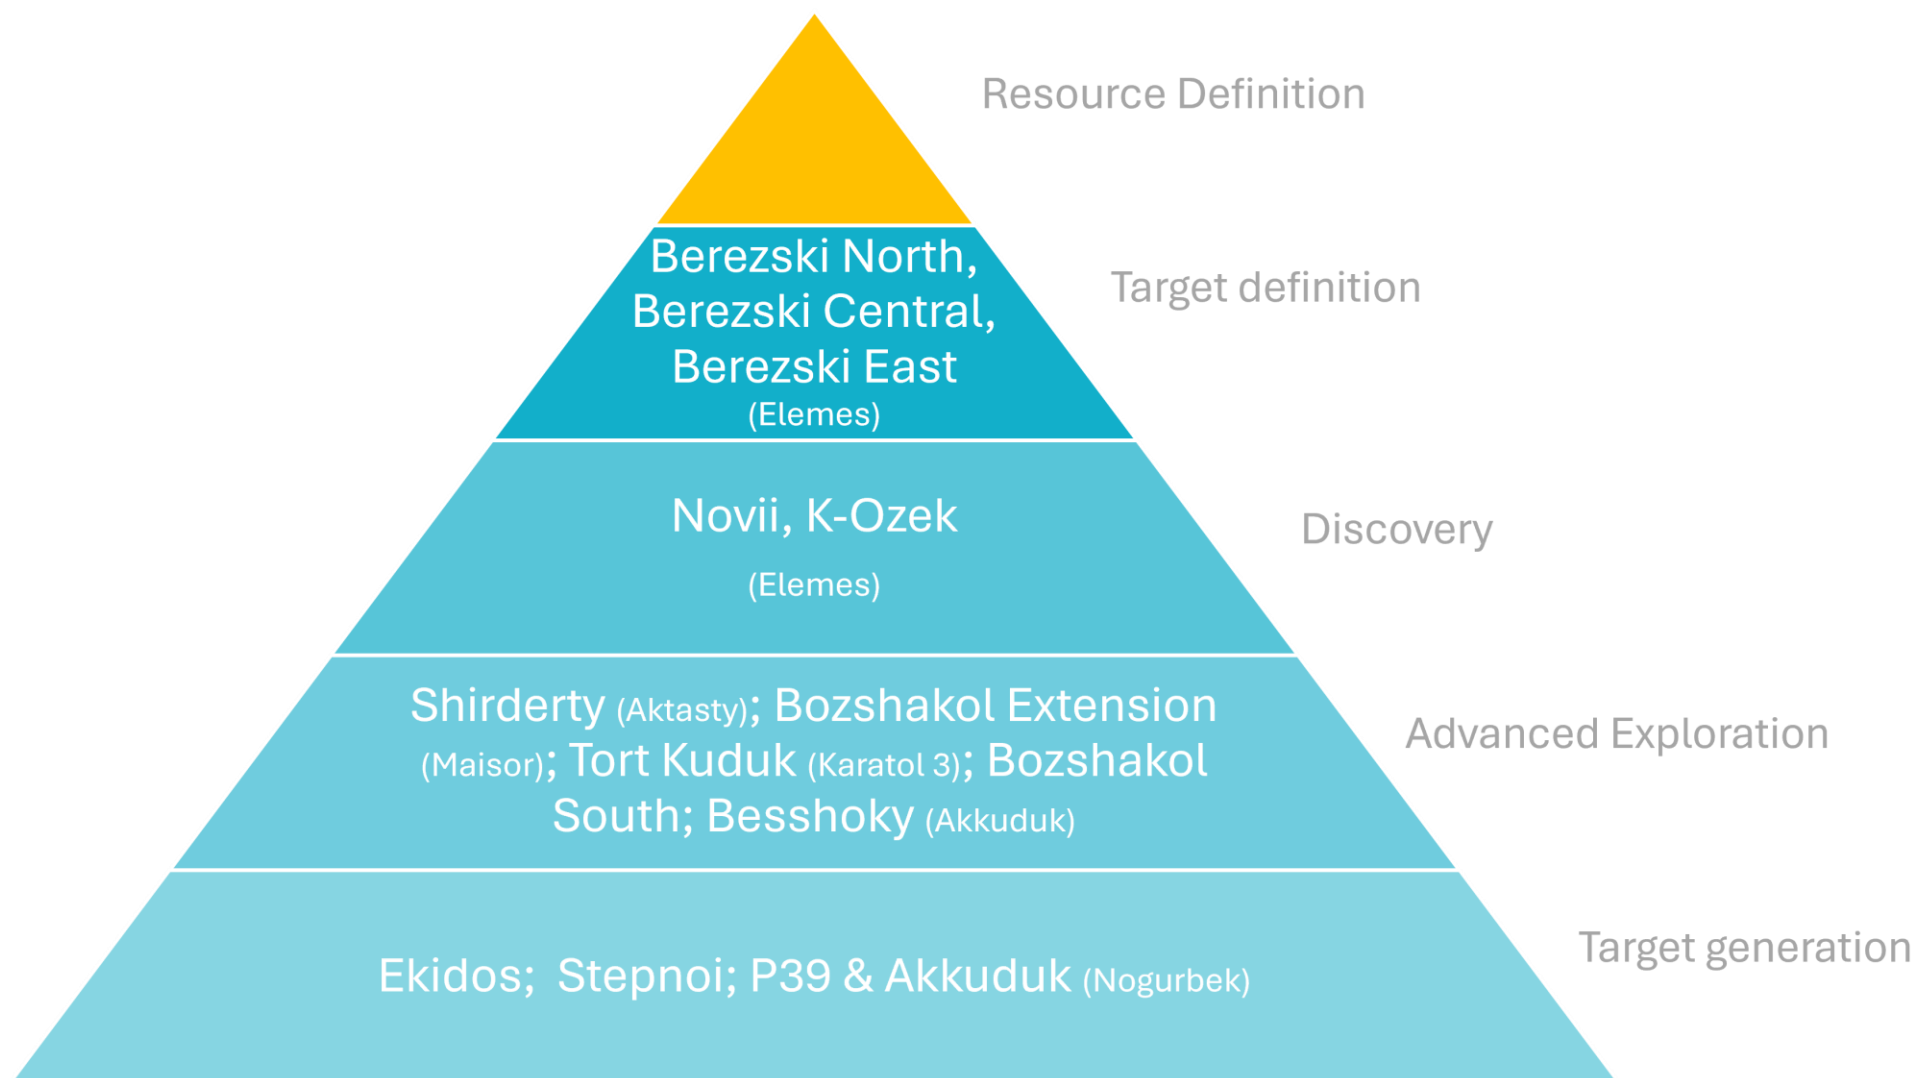 Resource Definition
Berezski North,
Berezski Central,
Berezski East
(Elemes)
Target definition
Novii, K-Ozek
(Elemes)
Discovery
Shirderty (Aktasty); Bozshakol Extension
(Maisor); Tort Kuduk (Karatol 3); Bozshakol
South; Besshoky (Akkuduk)
Advanced Exploration
Ekidos;  Stepnoi; P39 & Akkuduk (Nogurbek)
Target generation